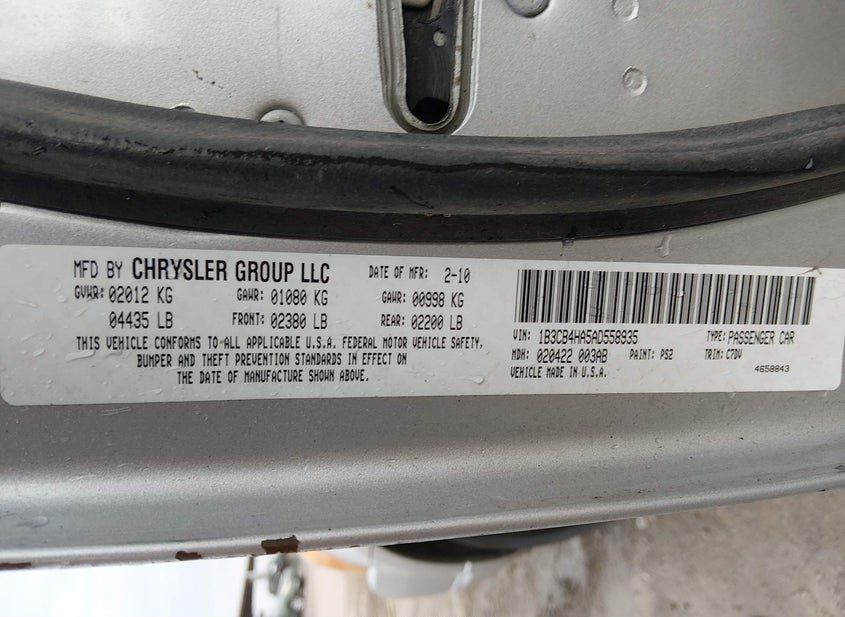 MFD BY CHRYSLER GROUP LLC DATE OF MFR: 2-10
GVWR: 02012 KG GAWR: 01080 KG GAWR: 00998 KG
04435 LB FRONT: 02380 LB REAR: 02200 LB
THIS VEHICLE CONFORMS TO ALL APPLICABLE U.S.A. FEDERAL MOTOR VEHICLE SAFETY,
BUMPER AND THEFT PREVENTION STANDARDS IN EFFECT ON
THE DATE OF MANUFACTURE SHOWN ABOVE.
VIN: 1B3CB4HA5AD558935 TYPE: PASSENGER CAR
MDH: 020422 003AB PAINT: PS2 TRIM: C7DV
VEHICLE MADE IN U.S.A. 4658843